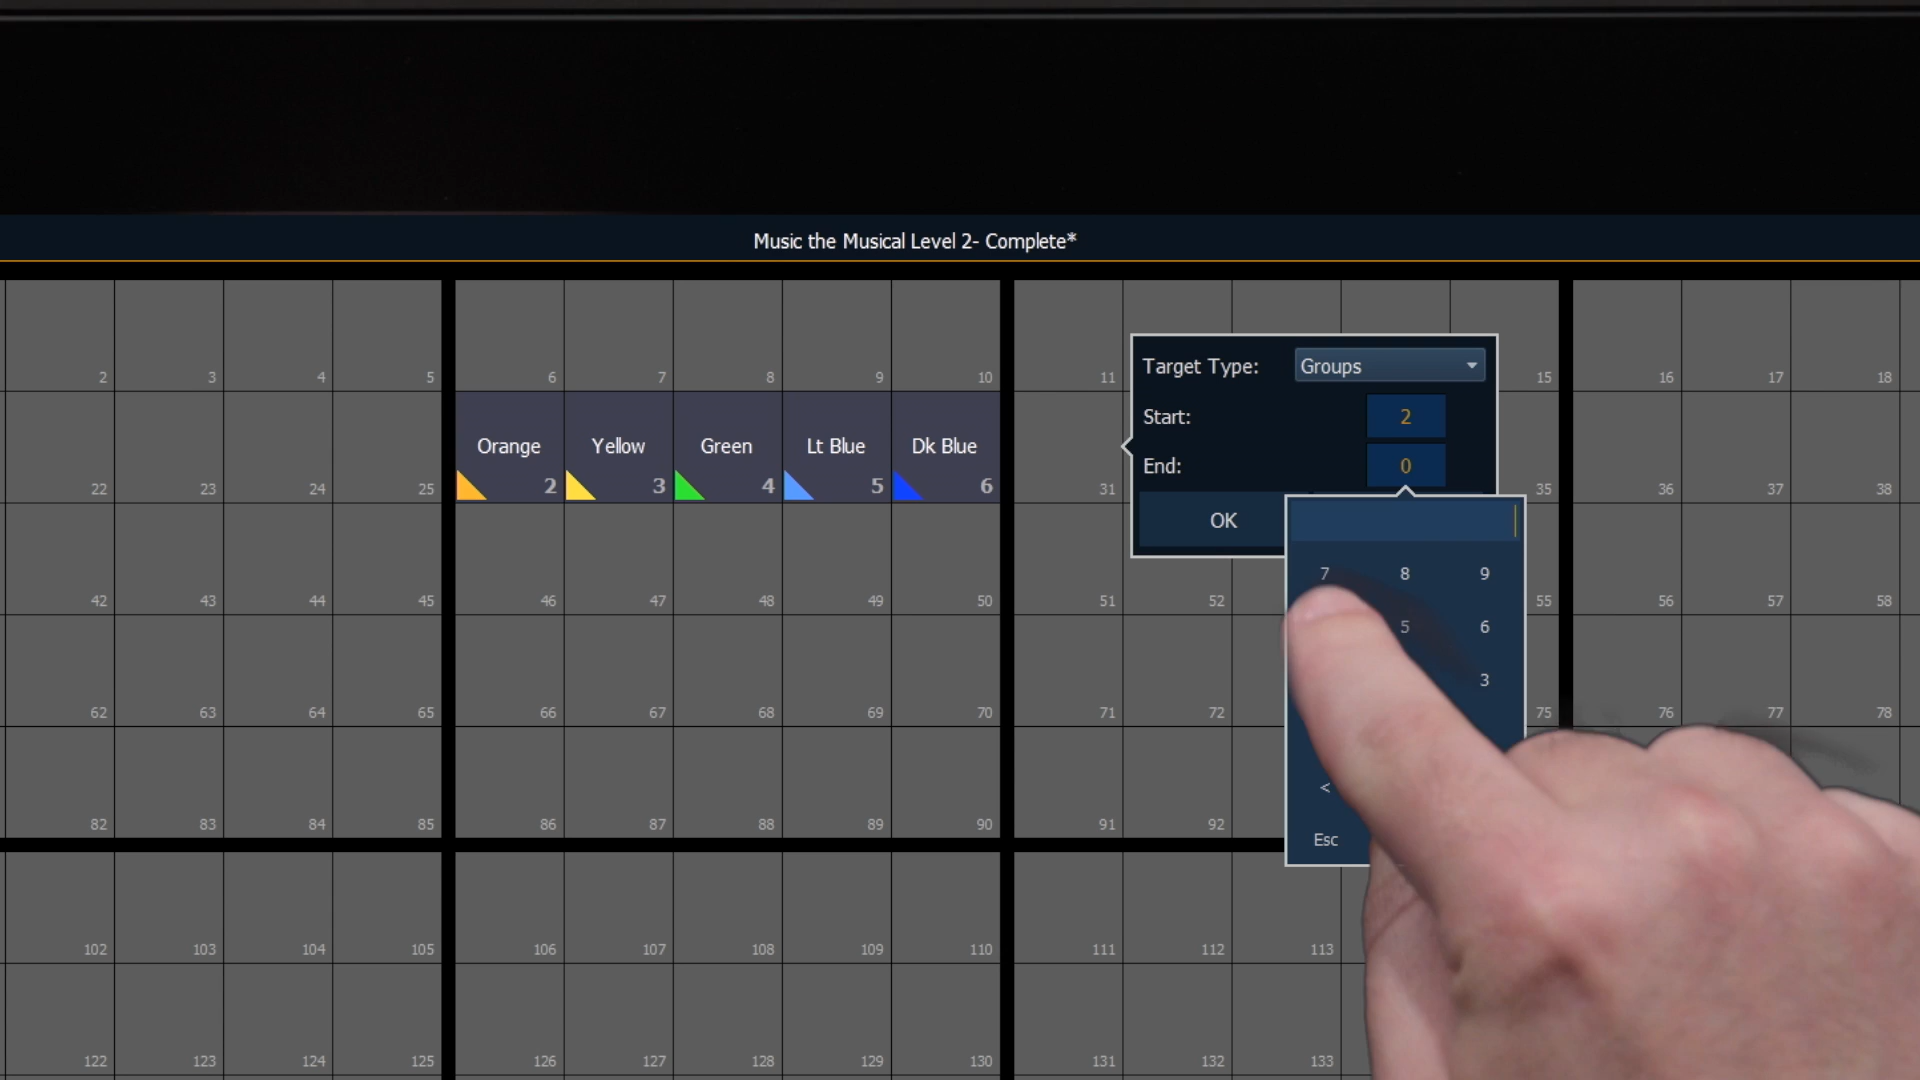 Music the Musical Level 2- Complete*
2 3 4 5 6 7 8 9 10 11 15 16 17 18
Target Type: Groups
Start: 2
End: 0
OK
Orange Yellow Green Lt Blue Dk Blue
2 3 4 5 6
22 23 24 25 31 35 36 37 38
7 8 9
5 6
3
<
Esc
42 43 44 45 46 47 48 49 50 51 52 55 56 57 58
62 63 64 65 66 67 68 69 70 71 72 75 76 77 78
82 83 84 85 86 87 88 89 90 91 92
102 103 104 105 106 107 108 109 110 111 112 113
122 123 124 125 126 127 128 129 130 131 132 133